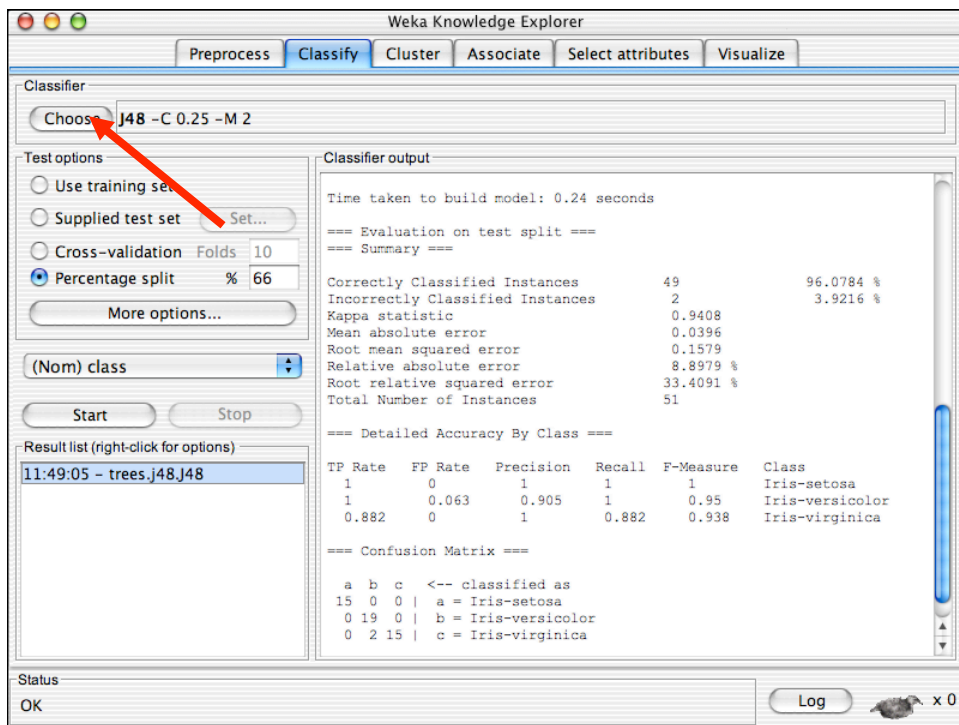 Weka Knowledge Explorer
Preprocess Classify Cluster Associate Select attributes Visualize
Classifier
Choose J48 -C 0.25 -M 2
Test options
Use training set
Supplied test set Set...
Cross-validation Folds 10
Percentage split % 66
More options...
(Nom) class
Start Stop
Result list (right-click for options)
11:49:05 - trees.j48.J48
Classifier output
Time taken to build model: 0.24 seconds
=== Evaluation on test split ===
=== Summary ===
Correctly Classified Instances 49 96.0784 %
Incorrectly Classified Instances 2 3.9216 %
Kappa statistic 0.9408
Mean absolute error 0.0396
Root mean squared error 0.1579
Relative absolute error 8.8979 %
Root relative squared error 33.4091 %
Total Number of Instances 51
=== Detailed Accuracy By Class ===
TP Rate FP Rate Precision Recall F-Measure Class
1 0 1 1 1 Iris-setosa
1 0.063 0.905 1 0.95 Iris-versicolor
0.882 0 1 0.882 0.938 Iris-virginica
=== Confusion Matrix ===
a b c <-- classified as
15 0 0 | a = Iris-setosa
0 19 0 | b = Iris-versicolor
0 2 15 | c = Iris-virginica
Status
OK
Log x 0